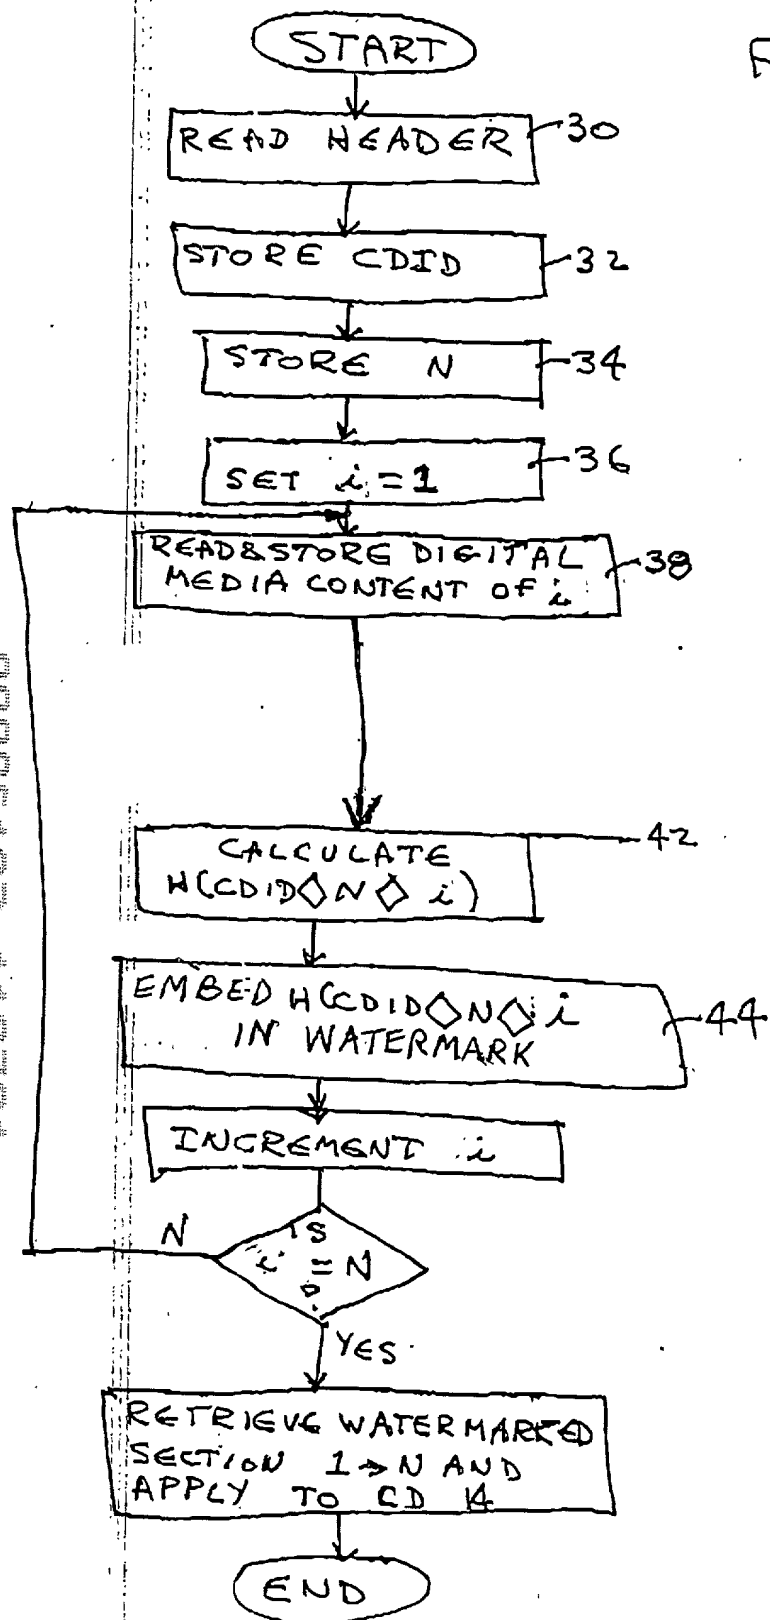 START
F
READ HEADER
30
STORE CDID
32
STORE N
34
SET i = 1
36
READ&STORE DIGITAL
MEDIA CONTENT OF i
38
CALCULATE
H(CDID◇N◇ i)
42
EMBED H(CDID◇N◇ i
IN WATERMARK
44
INCREMENT i
IS
i = N
?
N
YES
RETRIEVE WATERMARKED
SECTION 1→N AND
APPLY TO CD 14
END